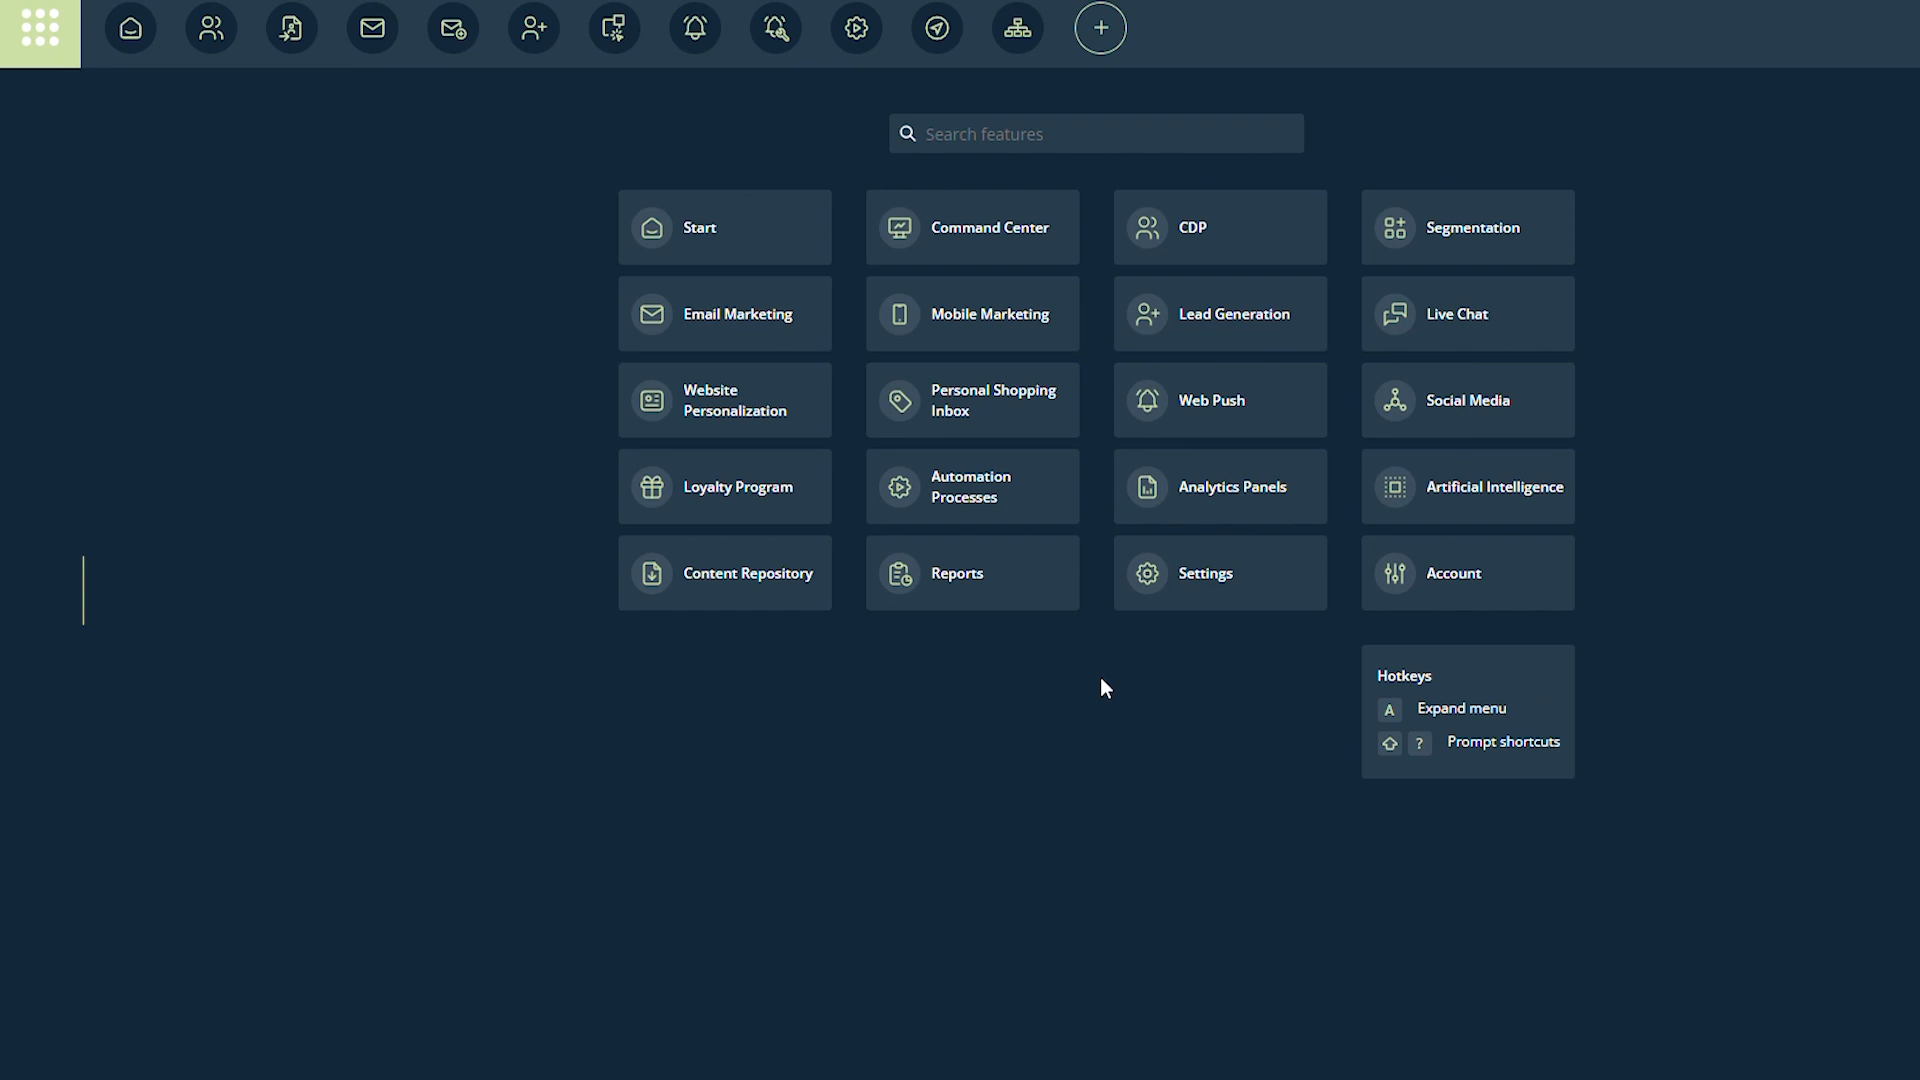 Search features
Start
Command Center
CDP
Segmentation
Email Marketing
Mobile Marketing
Lead Generation
Live Chat
Website
Personalization
Personal Shopping
Inbox
Web Push
Social Media
Loyalty Program
Automation
Processes
Analytics Panels
Artificial Intelligence
Content Repository
Reports
Settings
Account
Hotkeys
A Expand menu
? Prompt shortcuts